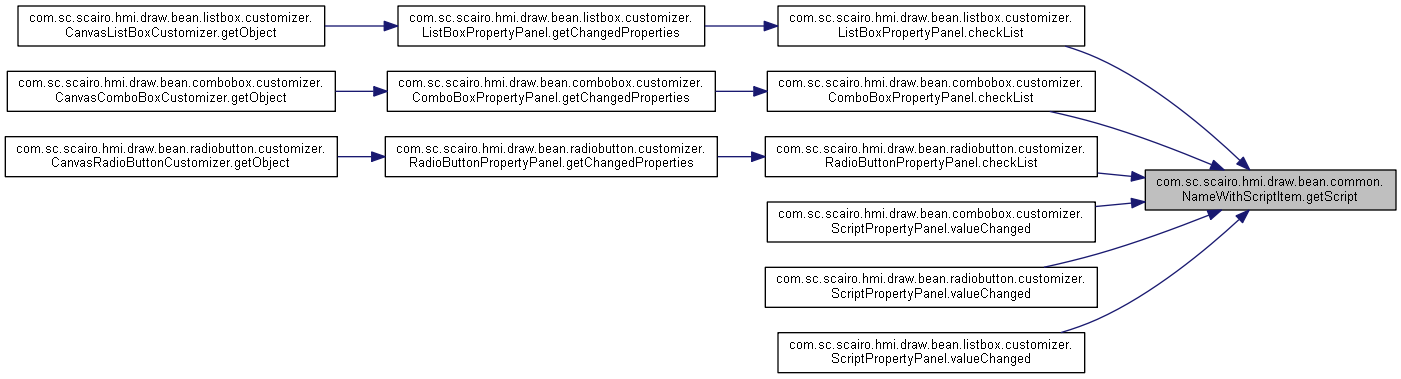 com.sc.scairo.hmi.draw.bean.listbox.customizer.
CanvasListBoxCustomizer.getObject
com.sc.scairo.hmi.draw.bean.listbox.customizer.
ListBoxPropertyPanel.getChangedProperties
com.sc.scairo.hmi.draw.bean.listbox.customizer.
ListBoxPropertyPanel.checkList
com.sc.scairo.hmi.draw.bean.combobox.customizer.
CanvasComboBoxCustomizer.getObject
com.sc.scairo.hmi.draw.bean.combobox.customizer.
ComboBoxPropertyPanel.getChangedProperties
com.sc.scairo.hmi.draw.bean.combobox.customizer.
ComboBoxPropertyPanel.checkList
com.sc.scairo.hmi.draw.bean.radiobutton.customizer.
CanvasRadioButtonCustomizer.getObject
com.sc.scairo.hmi.draw.bean.radiobutton.customizer.
RadioButtonPropertyPanel.getChangedProperties
com.sc.scairo.hmi.draw.bean.radiobutton.customizer.
RadioButtonPropertyPanel.checkList
com.sc.scairo.hmi.draw.bean.common.
NameWithScriptItem.getScript
com.sc.scairo.hmi.draw.bean.combobox.customizer.
ScriptPropertyPanel.valueChanged
com.sc.scairo.hmi.draw.bean.radiobutton.customizer.
ScriptPropertyPanel.valueChanged
com.sc.scairo.hmi.draw.bean.listbox.customizer.
ScriptPropertyPanel.valueChanged